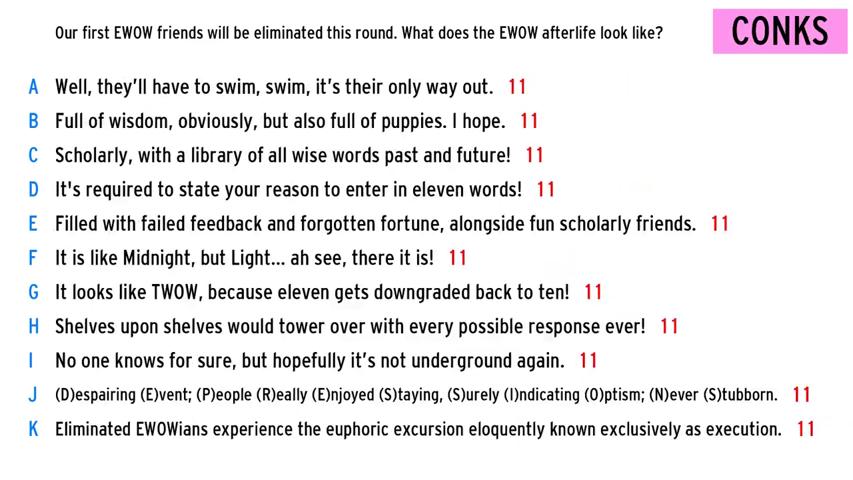 Our first EWOW friends will be eliminated this round. What does the EWOW afterlife look like?
CONKS
A Well, they'll have to swim, swim, it's their only way out. 11
B Full of wisdom, obviously, but also full of puppies. I hope. 11
C Scholarly, with a library of all wise words past and future! 11
D It's required to state your reason to enter in eleven words! 11
E Filled with failed feedback and forgotten fortune, alongside fun scholarly friends. 11
F It is like Midnight, but Light... ah see, there it is! 11
G It looks like TWOW, because eleven gets downgraded back to ten! 11
H Shelves upon shelves would tower over with every possible response ever! 11
I No one knows for sure, but hopefully it's not underground again. 11
J (D)espairing (E)vent; (P)eople (R)eally (E)njoyed (S)taying, (S)urely (I)ndicating (O)ptism; (N)ever (S)tubborn. 11
K Eliminated EWOWians experience the euphoric excursion eloquently known exclusively as execution. 11